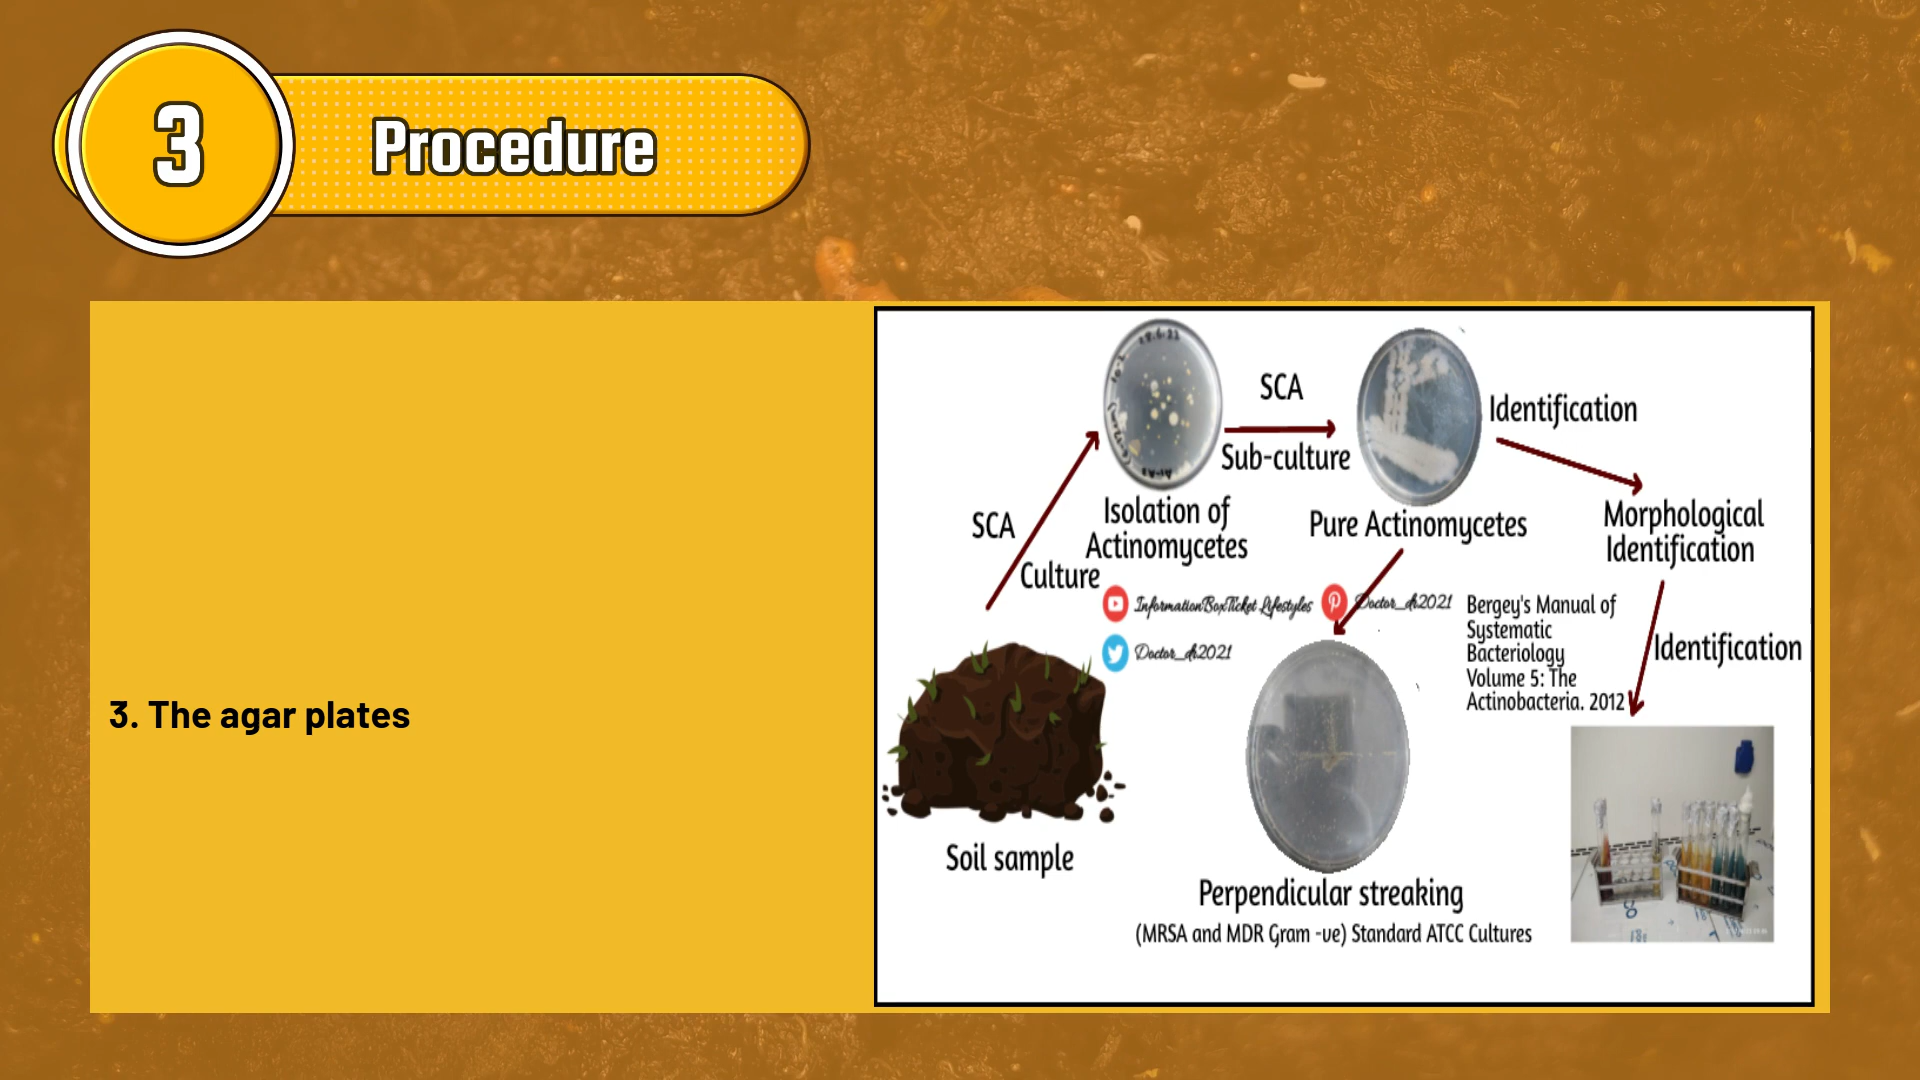 3
Procedure
3. The agar plates
SCA
Culture
Isolation of
Actinomycetes
SCA
Sub-culture
Pure Actinomycetes
Identification
Morphological
Identification
InformationBoxTicket Lifestyles
Doctor_dr2021
Doctor_dr2021
Bergey's Manual of
Systematic
Bacteriology
Volume 5: The
Actinobacteria. 2012
Identification
Soil sample
Perpendicular streaking
(MRSA and MDR Gram -ve) Standard ATCC Cultures